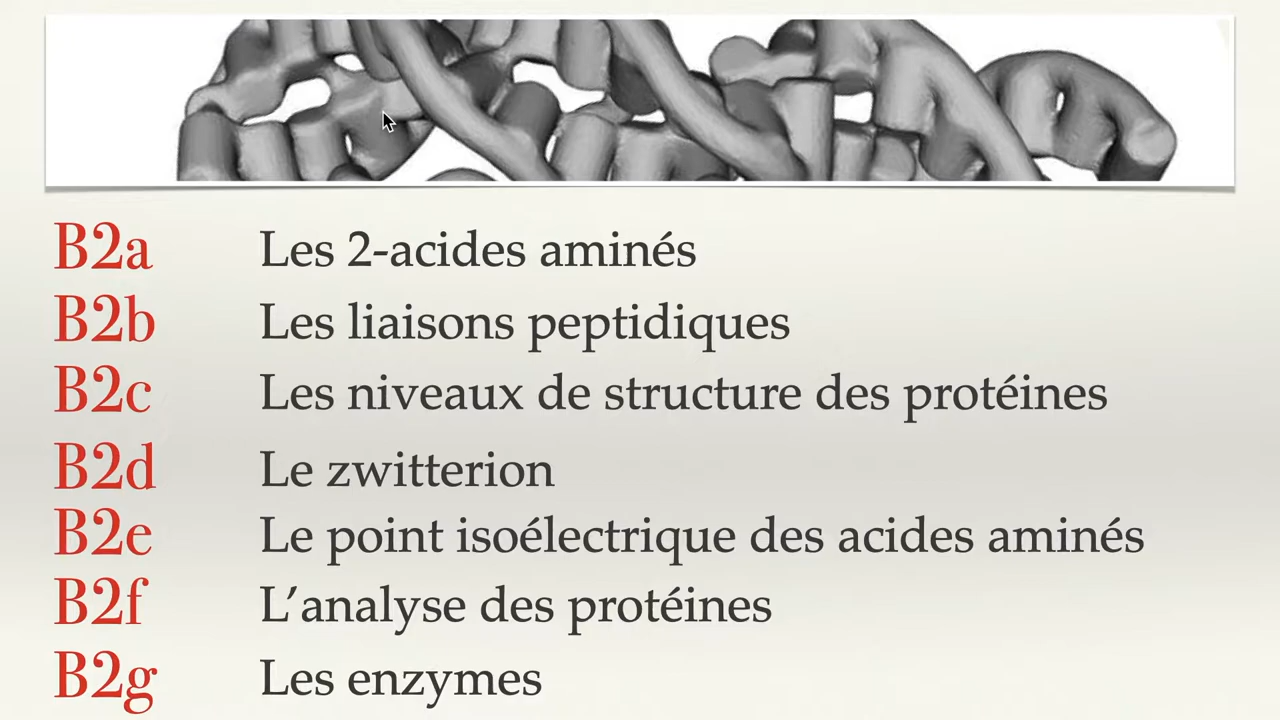 B2a Les 2-acides aminés
B2b Les liaisons peptidiques
B2c Les niveaux de structure des protéines
B2d Le zwitterion
B2e Le point isoélectrique des acides aminés
B2f L’analyse des protéines
B2g Les enzymes